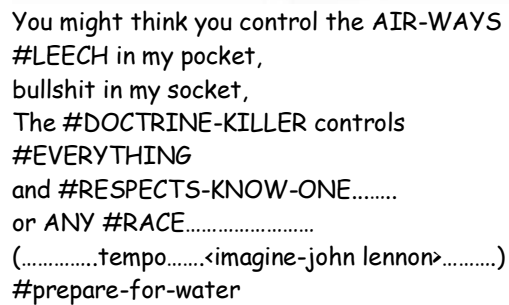 You might think you control the AIR-WAYS
#LEECH in my pocket,
bullshit in my socket,
The #DOCTRINE-KILLER controls
#EVERYTHING
and #RESPECTS-KNOW-ONE........
or ANY #RACE........................
(..............tempo.......<imagine-john lennon>..........)
#prepare-for-water